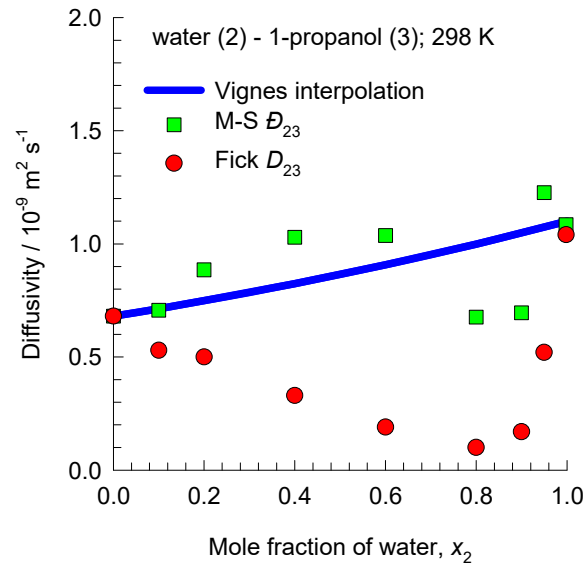 water (2) - 1-propanol (3); 298 K
Vignes interpolation
M-S Đ23
Fick D23
Diffusivity / 10-9 m2 s-1
2.0
1.5
1.0
0.5
0.0
0.0 0.2 0.4 0.6 0.8 1.0
Mole fraction of water, x2